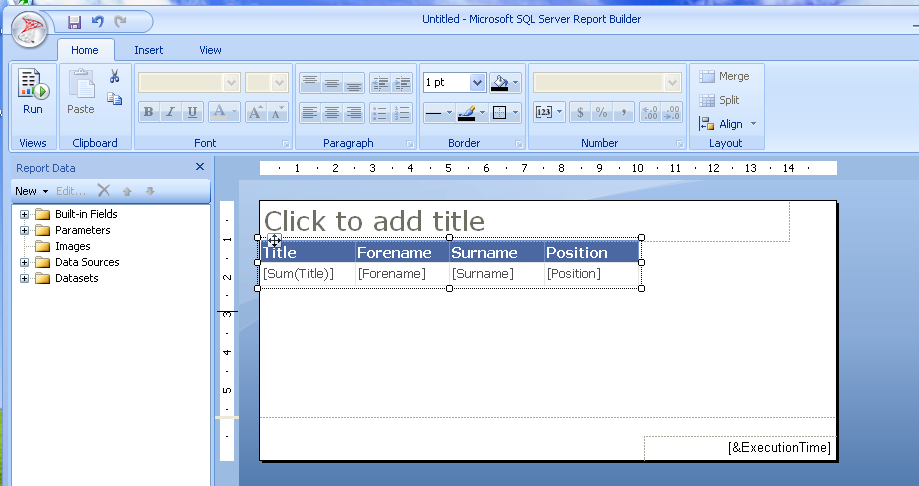 Untitled - Microsoft SQL Server Report Builder
Home Insert View
1 pt
Merge
Split
Align
B I U A A A
$ % ,
Run Paste
Views Clipboard Font Paragraph Border Number Layout
Report Data
New Edit...
Built-in Fields
Parameters
Images
Data Sources
Datasets
1 2 3 4 5 6 7 8 9 10 11 12 13 14
1
2
3
4
5
Click to add title
Title Forename Surname Position
[Sum(Title)] [Forename] [Surname] [Position]
[&ExecutionTime]